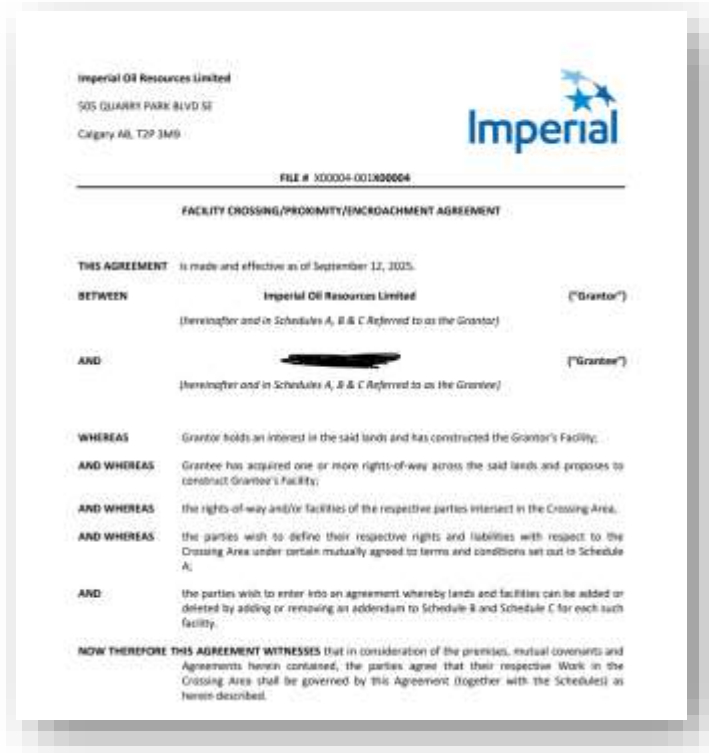 Imperial Oil Resources Limited
505 QUARRY PARK BLVD SE
Calgary AB, T2P 3M9
Imperial
FILE # X00004-001X00004
FACILITY CROSSING/PROXIMITY/ENCROACHMENT AGREEMENT
THIS AGREEMENT is made and effective as of September 12, 2025.
BETWEEN Imperial Oil Resources Limited ("Grantor")
(hereinafter and in Schedules A, B & C Referred to as the Grantor)
AND ("Grantee")
(hereinafter and in Schedules A, B & C Referred to as the Grantee)
WHEREAS Grantor holds an interest in the said lands and has constructed the Grantor's Facility;
AND WHEREAS Grantee has acquired one or more rights-of-way across the said lands and proposes to
construct Grantee's Facility;
AND WHEREAS the rights-of-way and/or facilities of the respective parties intersect in the Crossing Area,
AND WHEREAS the parties wish to define their respective rights and liabilities with respect to the
Crossing Area under certain mutually agreed to terms and conditions set out in Schedule
A;
AND the parties wish to enter into an agreement whereby lands and facilities can be added or
deleted by adding or removing an addendum to Schedule B and Schedule C for each such
facility.
NOW THEREFORE THIS AGREEMENT WITNESSES that in consideration of the premises, mutual covenants and
Agreements herein contained, the parties agree that their respective Work in the
Crossing Area shall be governed by this Agreement (together with the Schedules) as
herein described.